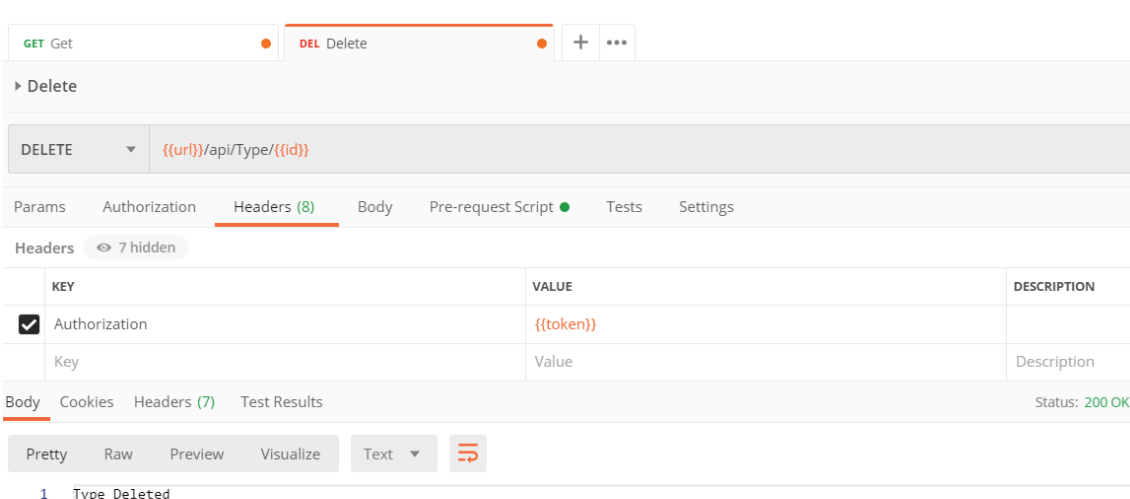 GET Get DEL Delete + •••
Delete
DELETE {{url}}/api/Type/{{id}}
Params Authorization Headers (8) Body Pre-request Script Tests Settings
Headers 7 hidden
KEY VALUE DESCRIPTION
Authorization {{token}}
Key Value Description
Body Cookies Headers (7) Test Results Status: 200 OK
Pretty Raw Preview Visualize Text
1 Type Deleted